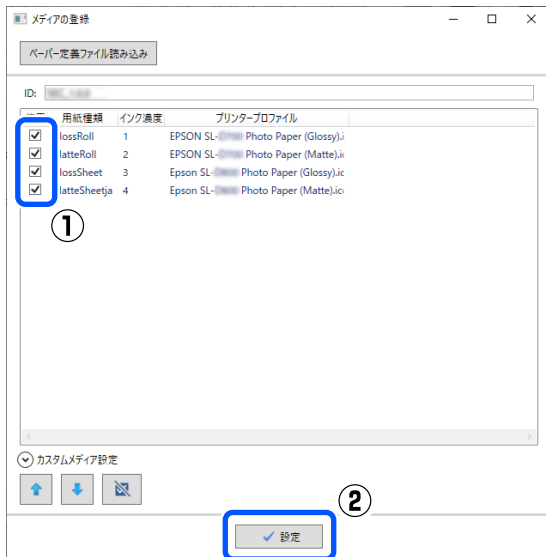 メディアの登録
ペーパー定義ファイル読み込み
ID:
用紙種類 インク濃度 プリンタープロファイル
lossRoll 1 EPSON SL- Photo Paper (Glossy).i
latteRoll 2 EPSON SL- Photo Paper (Matte).i
lossSheet 3 Epson SL- Photo Paper (Glossy).ic
latteSheetja 4 Epson SL- Photo Paper (Matte).ic
①
カスタムメディア設定
②
設定